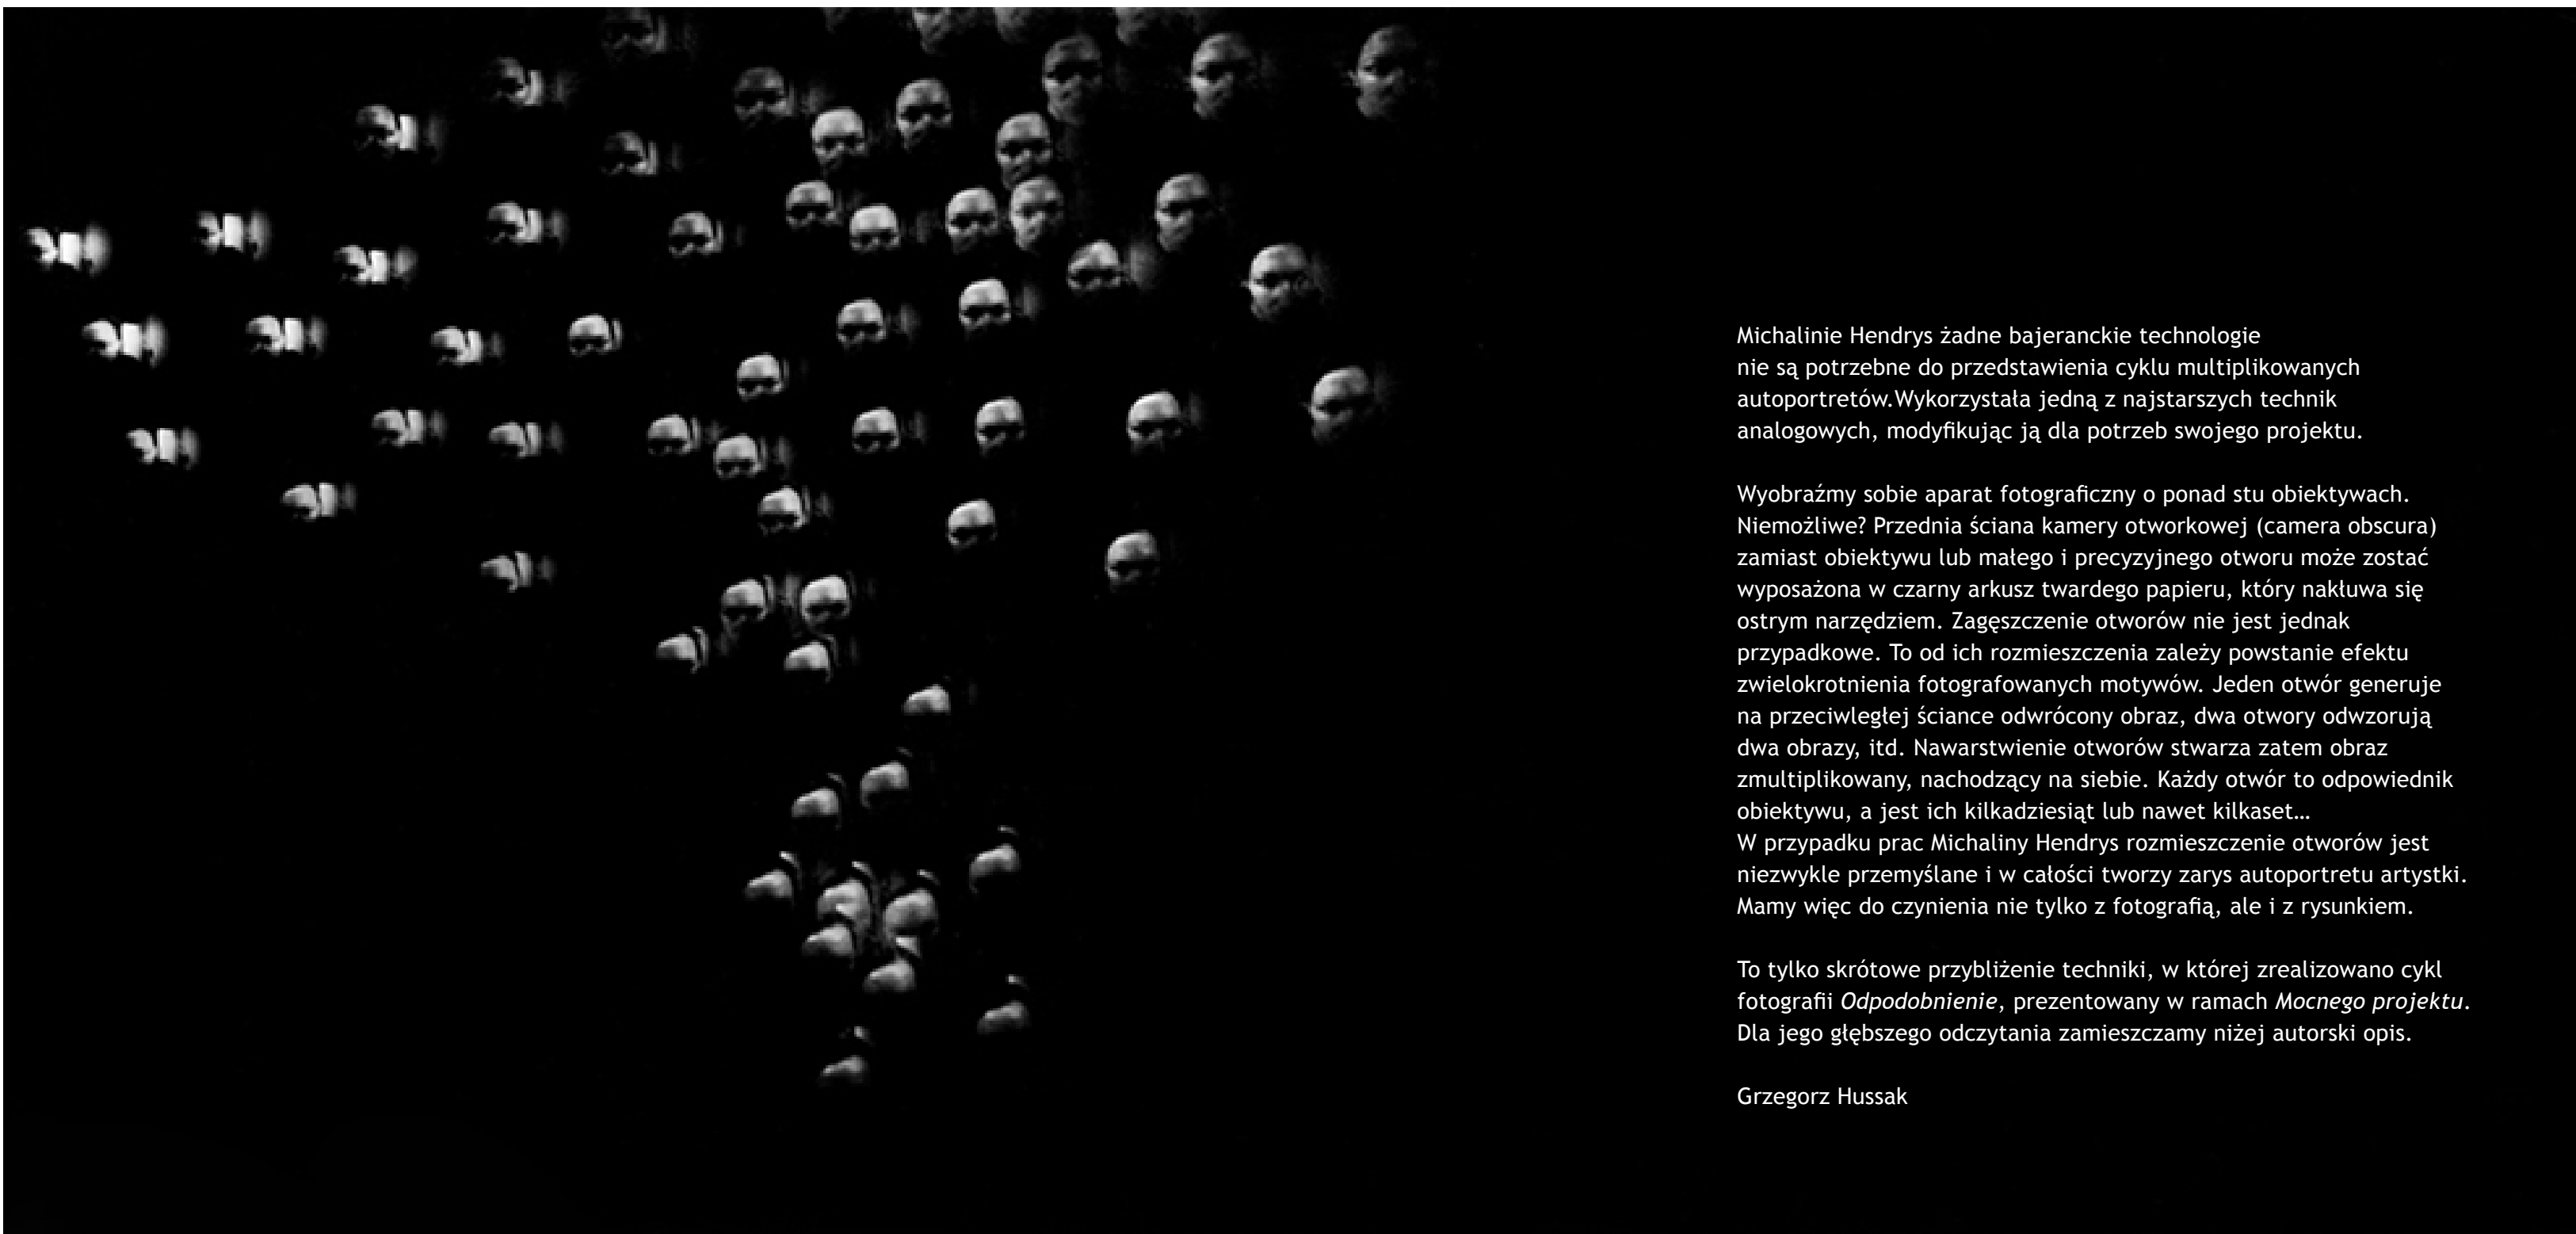 Michalinie Hendrys żadne bajeranckie technologie
nie są potrzebne do przedstawienia cyklu multiplikowanych
autoportretów.Wykorzystała jedną z najstarszych technik
analogowych, modyfikując ją dla potrzeb swojego projektu.
Wyobraźmy sobie aparat fotograficzny o ponad stu obiektywach.
Niemożliwe? Przednia ściana kamery otworkowej (camera obscura)
zamiast obiektywu lub małego i precyzyjnego otworu może zostać
wyposażona w czarny arkusz twardego papieru, który nakłuwa się
ostrym narzędziem. Zagęszczenie otworów nie jest jednak
przypadkowe. To od ich rozmieszczenia zależy powstanie efektu
zwielokrotnienia fotografowanych motywów. Jeden otwór generuje
na przeciwległej ściance odwrócony obraz, dwa otwory odwzorują
dwa obrazy, itd. Nawarstwienie otworów stwarza zatem obraz
zmultiplikowany, nachodzący na siebie. Każdy otwór to odpowiednik
obiektywu, a jest ich kilkadziesiąt lub nawet kilkaset…
W przypadku prac Michaliny Hendrys rozmieszczenie otworów jest
niezwykle przemyślane i w całości tworzy zarys autoportretu artystki.
Mamy więc do czynienia nie tylko z fotografią, ale i z rysunkiem.
To tylko skrótowe przybliżenie techniki, w której zrealizowano cykl
fotografii Odpodobnienie, prezentowany w ramach Mocnego projektu.
Dla jego głębszego odczytania zamieszczamy niżej autorski opis.
Grzegorz Hussak